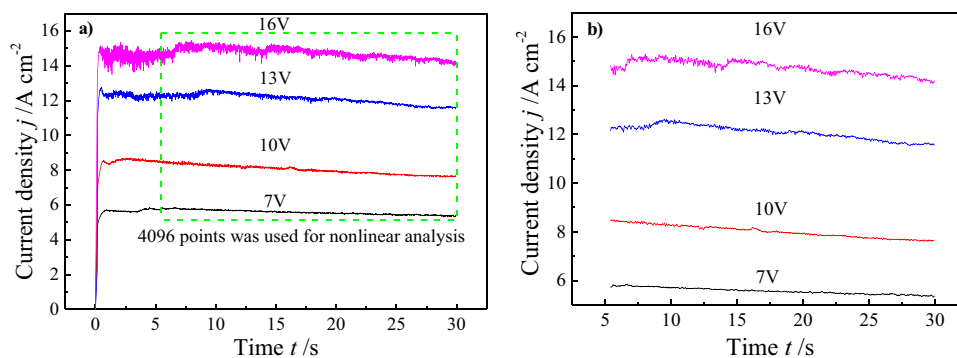 a)
16V
13V
10V
7V
4096 points was used for nonlinear analysis
Current density j /A cm-2
16
14
12
10
8
6
4
2
0
0
5
10
15
20
25
30
Time t /s
b)
16V
13V
10V
7V
Current density j /A cm-2
14
12
10
8
6
5
10
15
20
25
30
Time t /s